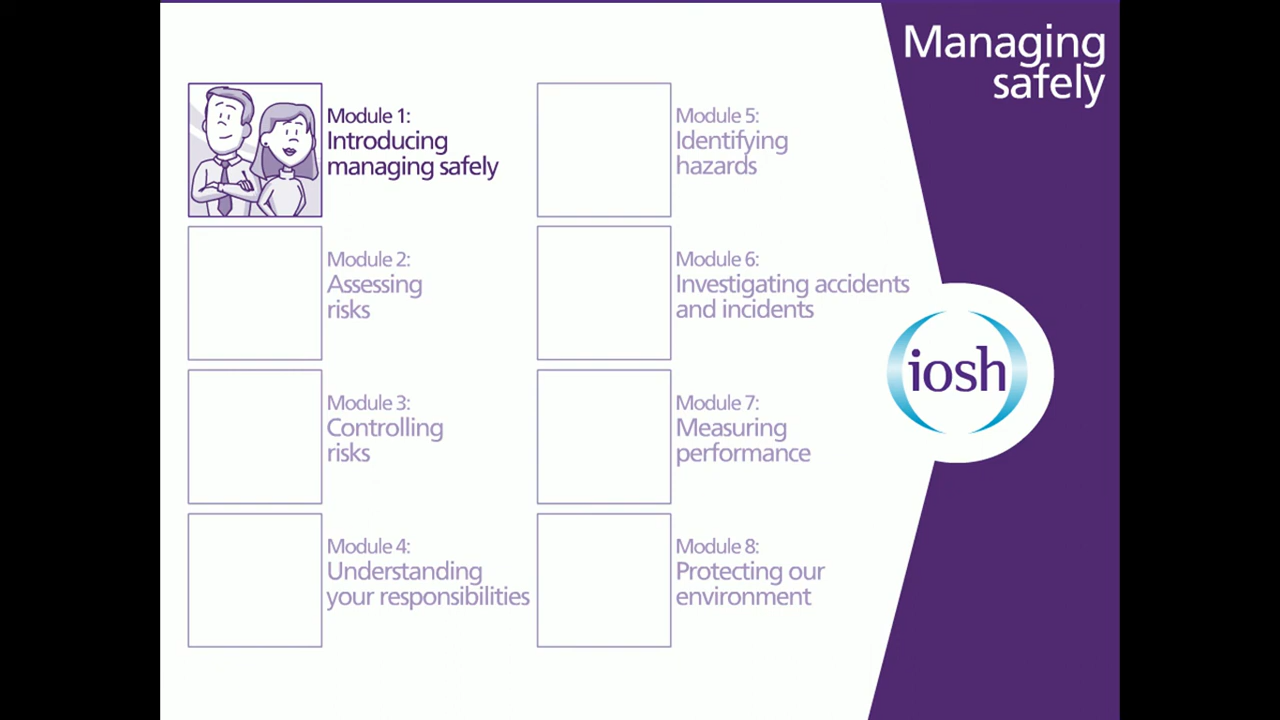 Managing
safely
Module 1:
Introducing
managing safely
Module 2:
Assessing
risks
Module 3:
Controlling
risks
Module 4:
Understanding
your responsibilities
Module 5:
Identifying
hazards
Module 6:
Investigating accidents
and incidents
Module 7:
Measuring
performance
Module 8:
Protecting our
environment
iosh